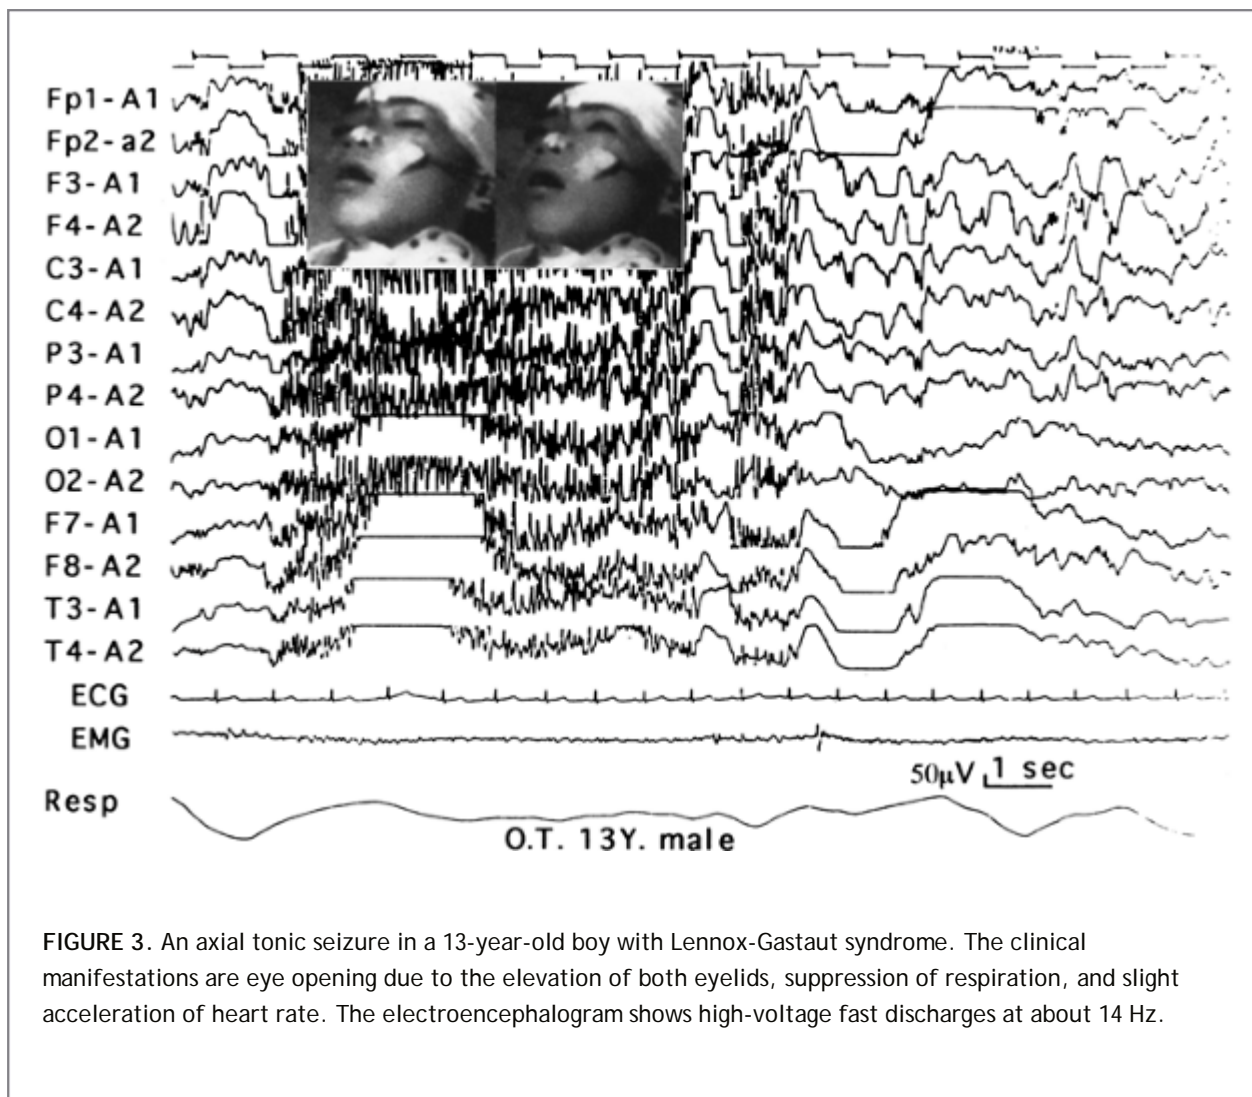 Fp1-A1
Fp2-a2
F3-A1
F4-A2
C3-A1
C4-A2
P3-A1
P4-A2
O1-A1
O2-A2
F7-A1
F8-A2
T3-A1
T4-A2
ECG
EMG
50μV 1 sec
Resp
O.T. 13Y. male
FIGURE 3. An axial tonic seizure in a 13-year-old boy with Lennox-Gastaut syndrome. The clinical
manifestations are eye opening due to the elevation of both eyelids, suppression of respiration, and slight
acceleration of heart rate. The electroencephalogram shows high-voltage fast discharges at about 14 Hz.